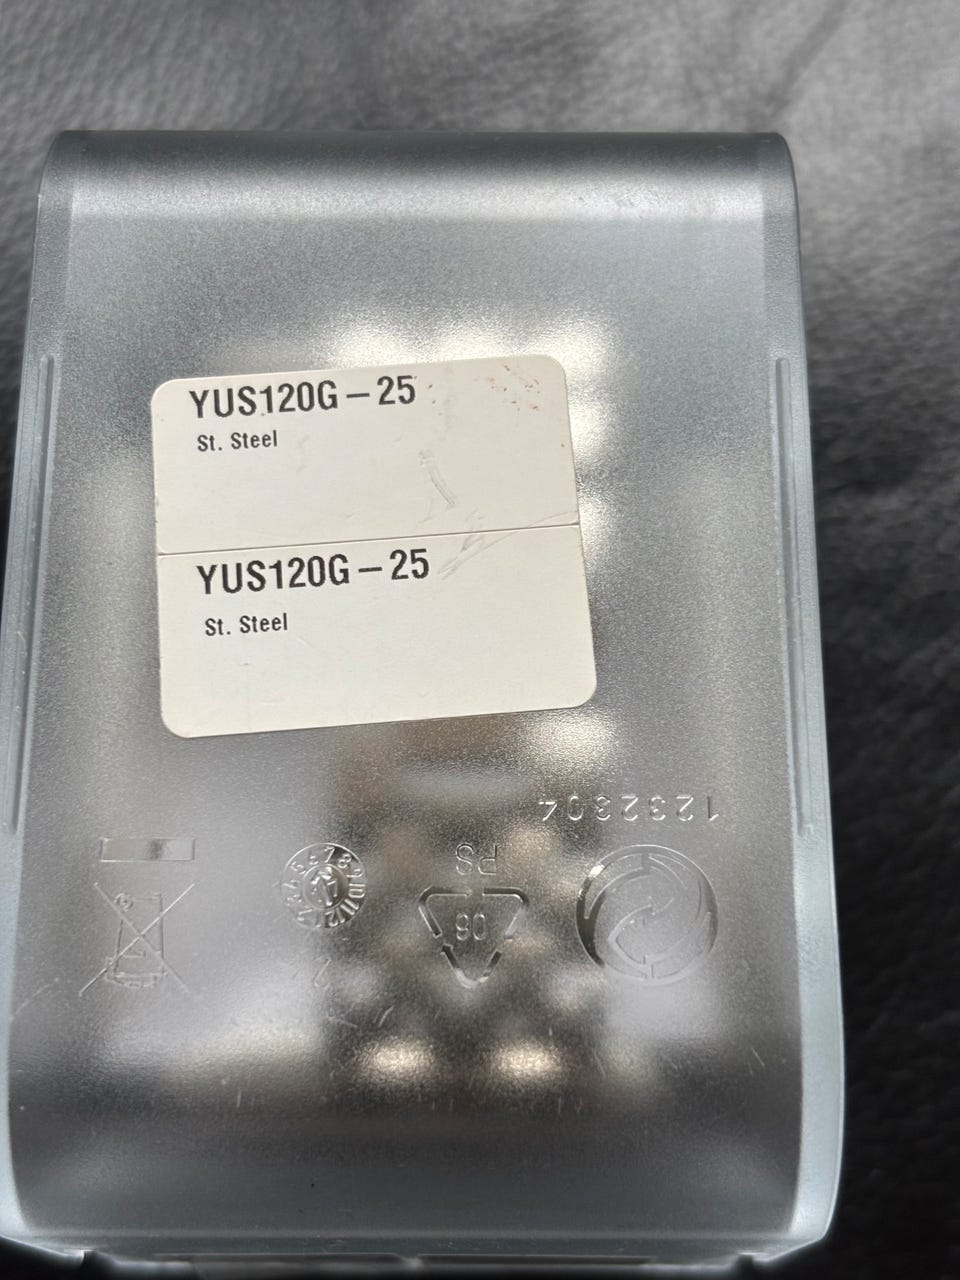 YUS120G – 25
St. Steel
YUS120G – 25
St. Steel
1232304
PS
06